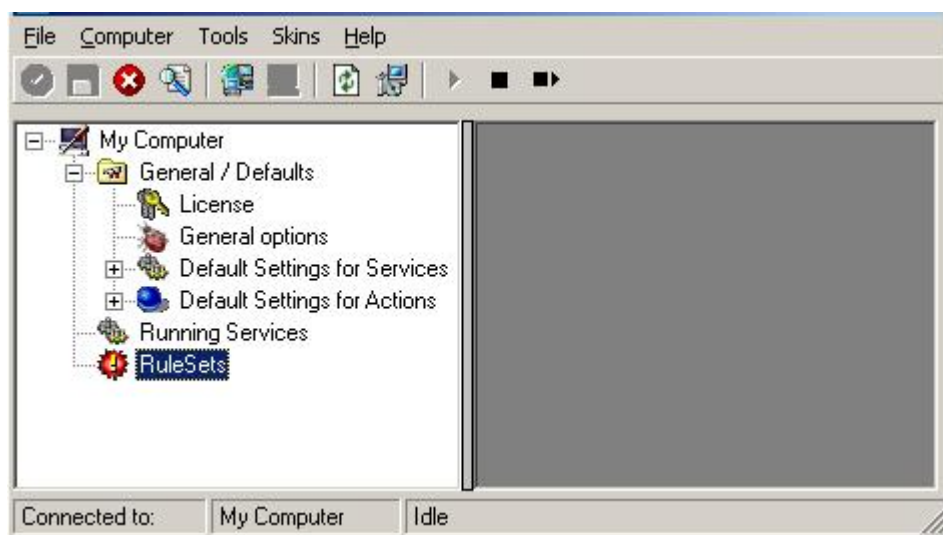 File Computer Tools Skins Help
My Computer
General / Defaults
License
General options
Default Settings for Services
Default Settings for Actions
Running Services
RuleSets
Connected to: My Computer Idle